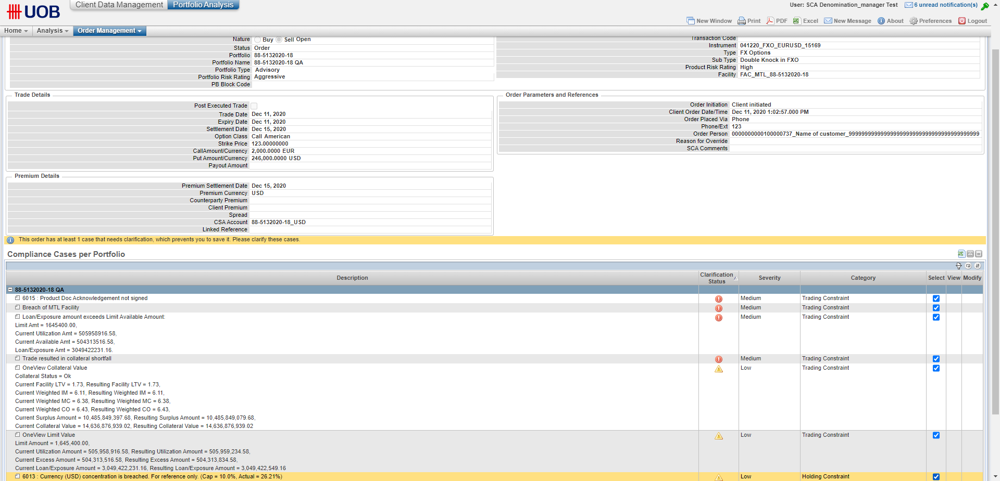 UOB
Client Data Management
Portfolio Analysis
User: SCA Denomination_manager Test
6 unread notification(s)
New Window
Print
PDF
Excel
New Message
About
Preferences
Logout
Home
Analysis
Order Management
Nature Buy Sell Open
Status Order
Portfolio 88-5132020-18
Portfolio Name 88-5132020-18 QA
Portfolio Type Advisory
Portfolio Risk Rating Aggressive
PB Block Code
Transaction Code
Instrument 041220_FXO_EURUSD_15169
Type FX Options
Sub Type Double Knock in FXO
Product Risk Rating High
Facility FAC_MTL_88-5132020-18
Trade Details
Post Executed Trade
Trade Date Dec 11, 2020
Expiry Date Dec 11, 2020
Settlement Date Dec 15, 2020
Option Class Call American
Strike Price 123.00000000
CallAmount/Currency 2,000.0000 EUR
Put Amount/Currency 246,000.0000 USD
Payout Amount
Order Parameters and References
Order Initiation Client initiated
Client Order Date/Time Dec 11, 2020 1:02:57.000 PM
Order Placed Via Phone
Phone/Ext 123
Order Person 0000000000100000737_Name of customer_9999999999999999999999999999999999999999
Reason for Override
SCA Comments
Premium Details
Premium Settlement Date Dec 15, 2020
Premium Currency USD
Counterparty Premium
Client Premium
Spread
CSA Account 88-5132020-18_USD
Linked Reference
This order has at least 1 case that needs clarification, which prevents you to save it. Please clarify these cases.
Compliance Cases per Portfolio
Description Clarification Status Severity Category Select View Modify
88-5132020-18 QA
6015 : Product Doc Acknowledgement not signed Medium Trading Constraint
Breach of MTL Facility Medium Trading Constraint
Loan/Exposure amount exceeds Limit Available Amount: Medium Trading Constraint
Limit Amt = 1645400.00,
Current Utilization Amt = 505958916.58,
Current Available Amt = 504313516.58,
Loan/Exposure Amt = 3049422231.16.
Trade resulted in collateral shortfall Medium Trading Constraint
OneView Collateral Value Low Trading Constraint
Collateral Status = Ok
Current Facility LTV = 1.73, Resulting Facility LTV = 1.73,
Current Weighted IM = 6.11, Resulting Weighted IM = 6.11,
Current Weighted MC = 6.38, Resulting Weighted MC = 6.38,
Current Weighted CO = 6.43, Resulting Weighted CO = 6.43,
Current Surplus Amount = 10,485,849,397.68, Resulting Surplus Amount = 10,485,849,079.68,
Current Collateral Value = 14,636,876,939.02, Resulting Collateral Value = 14,636,876,939.02
OneView Limit Value Low Trading Constraint
Limit Amount = 1,645,400.00,
Current Utilization Amount = 505,958,916.58, Resulting Utilization Amount = 505,959,234.58,
Current Excess Amount = 504,313,516.58, Resulting Excess Amount = 504,313,834.58,
Current Loan/Exposure Amount = 3,049,422,231.16, Resulting Loan/Exposure Amount = 3,049,422,549.16
6013 : Currency (USD) concentration is breached. For reference only. (Cap = 10.0%, Actual = 26.21%) Low Holding Constraint